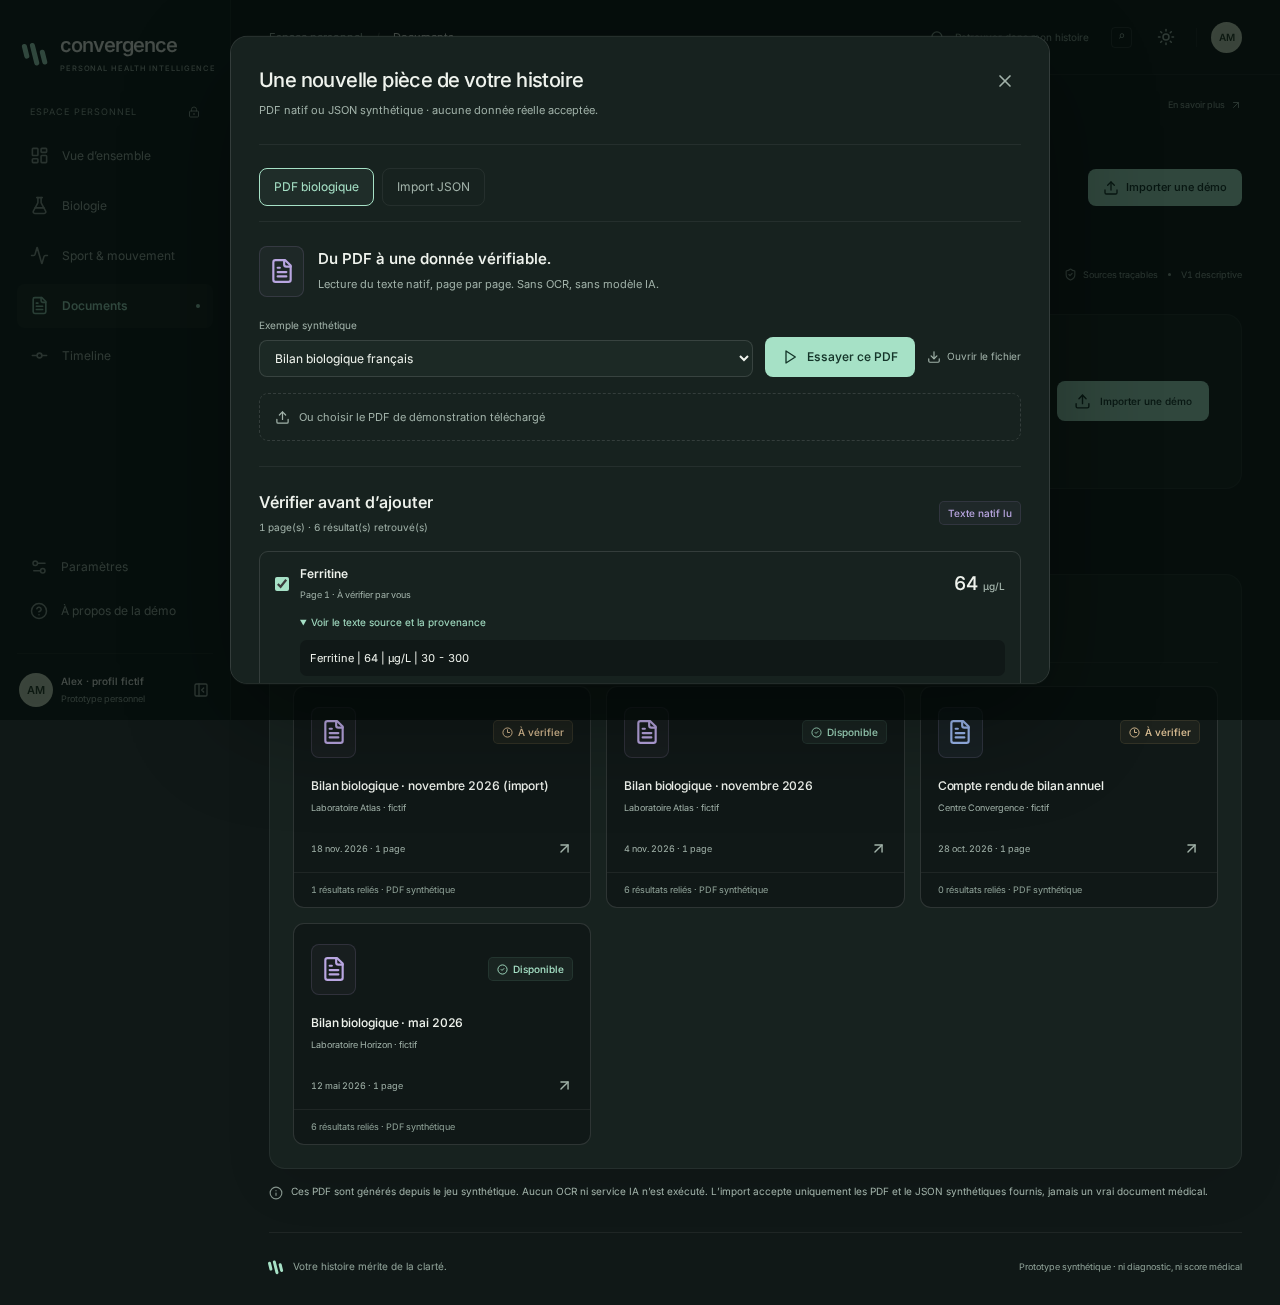 convergence
PERSONAL HEALTH INTELLIGENCE
ESPACE PERSONNEL
Vue d'ensemble
Biologie
Sport & mouvement
Documents
Timeline
Paramètres
À propos de la démo
AM
Alex · profil fictif
Prototype personnel
AM
En savoir plus
Importer une démo
Sources traçables • V1 descriptive
Importer une démo
Une nouvelle pièce de votre histoire
PDF natif ou JSON synthétique · aucune donnée réelle acceptée.
PDF biologique
Import JSON
Du PDF à une donnée vérifiable.
Lecture du texte natif, page par page. Sans OCR, sans modèle IA.
Exemple synthétique
Bilan biologique français
Essayer ce PDF
Ouvrir le fichier
Ou choisir le PDF de démonstration téléchargé
Vérifier avant d’ajouter
1 page(s) · 6 résultat(s) retrouvé(s)
Texte natif lu
Ferritine
Page 1 · À vérifier par vous
64 µg/L
Voir le texte source et la provenance
Ferritine | 64 | µg/L | 30 - 300
À vérifier
Bilan biologique · novembre 2026 (import)
Laboratoire Atlas · fictif
18 nov. 2026 · 1 page
1 résultats reliés · PDF synthétique
Disponible
Bilan biologique · novembre 2026
Laboratoire Atlas · fictif
4 nov. 2026 · 1 page
6 résultats reliés · PDF synthétique
À vérifier
Compte rendu de bilan annuel
Centre Convergence · fictif
28 oct. 2026 · 1 page
0 résultats reliés · PDF synthétique
Disponible
Bilan biologique · mai 2026
Laboratoire Horizon · fictif
12 mai 2026 · 1 page
6 résultats reliés · PDF synthétique
Ces PDF sont générés depuis le jeu synthétique. Aucun OCR ni service IA n’est exécuté. L’import accepte uniquement les PDF et le JSON synthétiques fournis, jamais un vrai document médical.
Votre histoire mérite de la clarté.
Prototype synthétique · ni diagnostic, ni score médical